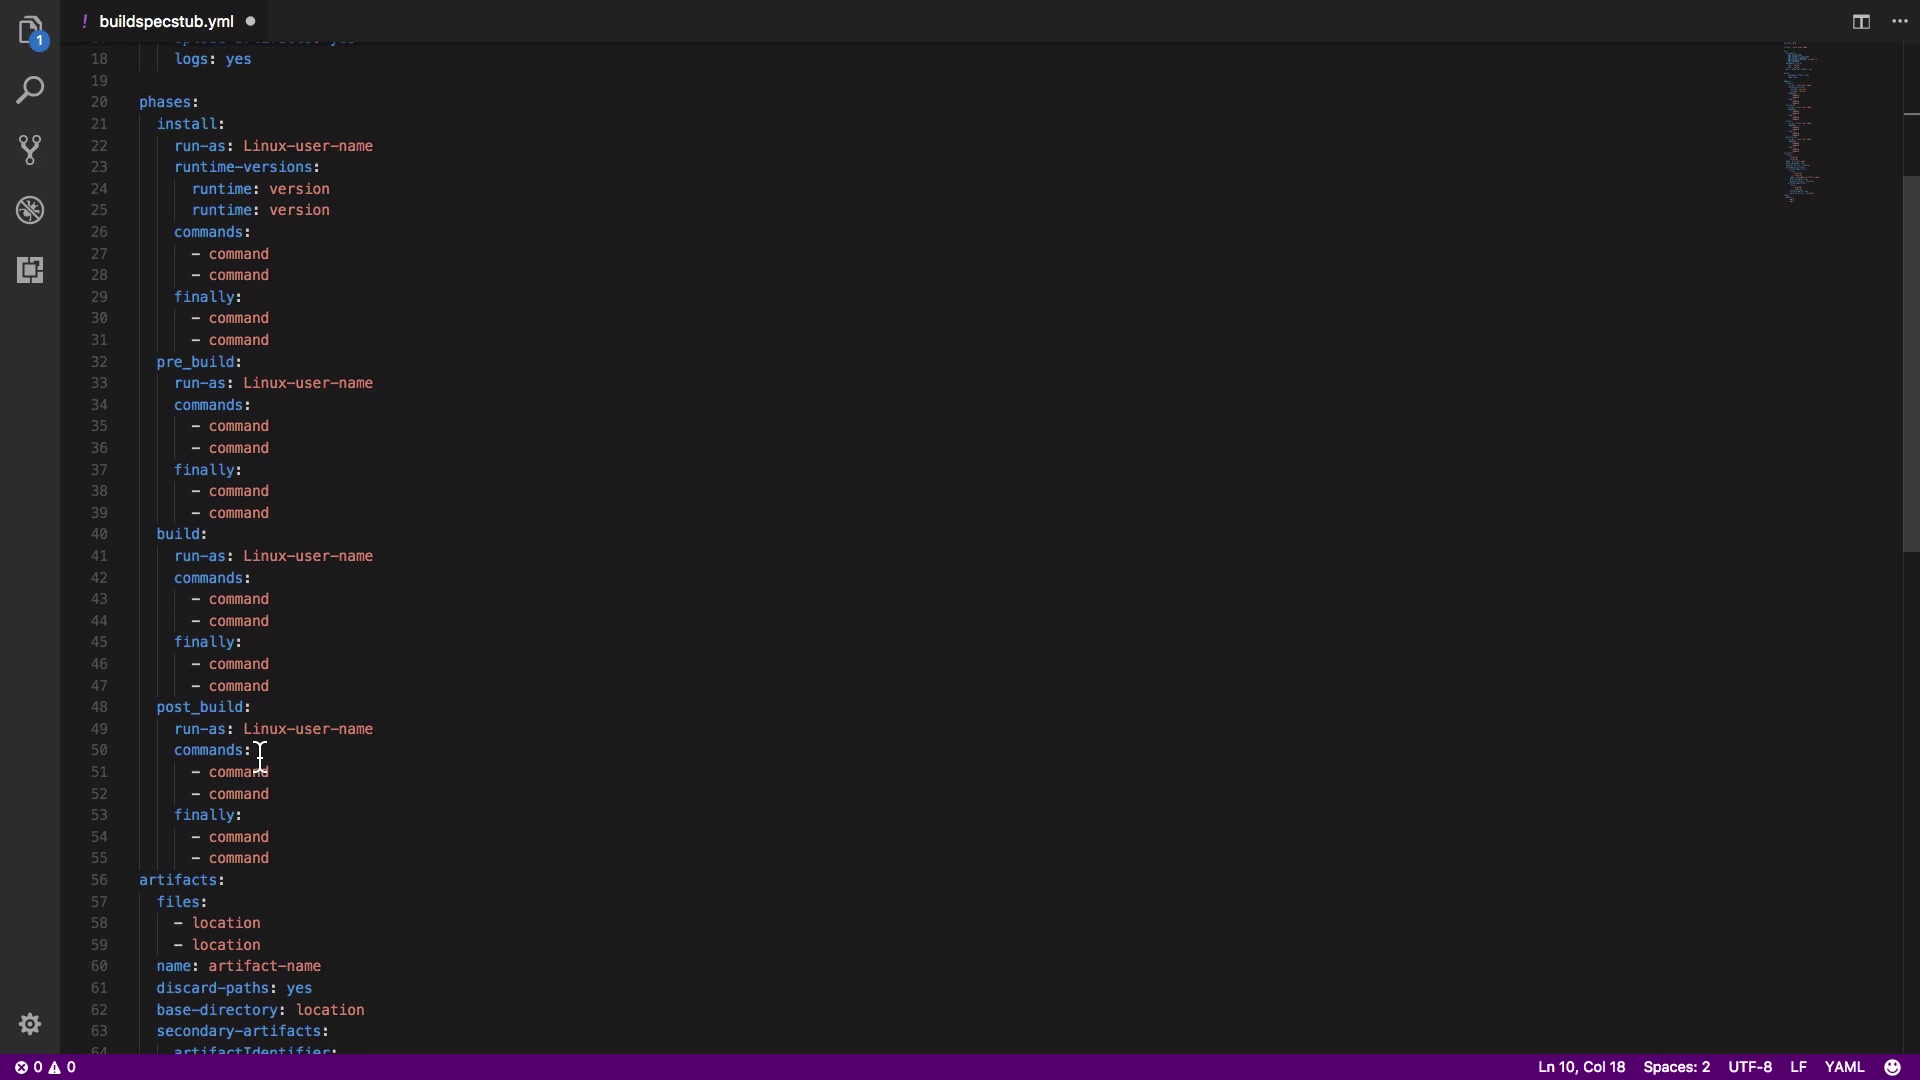 1
! buildspecstub.yml
18 logs: yes
19
20 phases:
21 install:
22 run-as: Linux-user-name
23 runtime-versions:
24 runtime: version
25 runtime: version
26 commands:
27 - command
28 - command
29 finally:
30 - command
31 - command
32 pre_build:
33 run-as: Linux-user-name
34 commands:
35 - command
36 - command
37 finally:
38 - command
39 - command
40 build:
41 run-as: Linux-user-name
42 commands:
43 - command
44 - command
45 finally:
46 - command
47 - command
48 post_build:
49 run-as: Linux-user-name
50 commands:
51 - command
52 - command
53 finally:
54 - command
55 - command
56 artifacts:
57 files:
58 - location
59 - location
60 name: artifact-name
61 discard-paths: yes
62 base-directory: location
63 secondary-artifacts:
64 artifactIdentifier:
0 0 Ln 10, Col 18 Spaces: 2 UTF-8 LF YAML